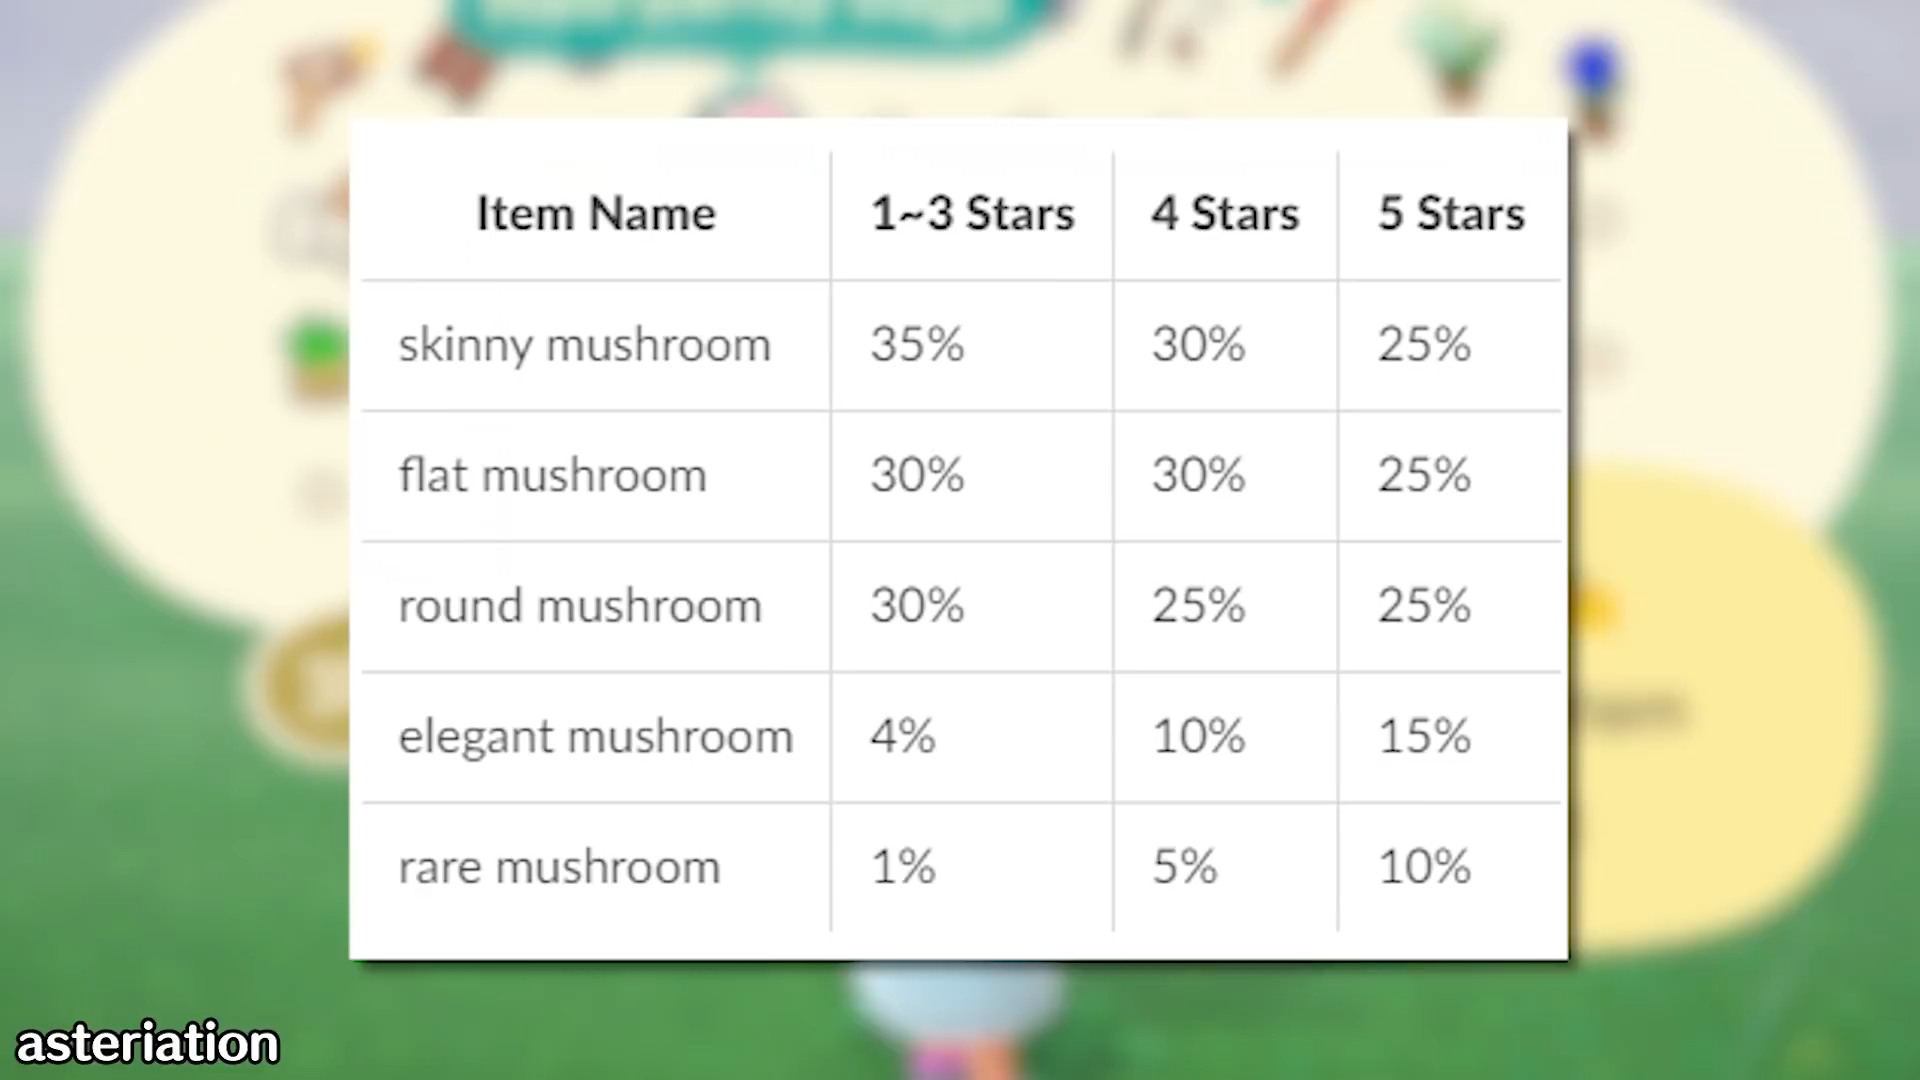 Item Name 1~3 Stars 4 Stars 5 Stars
skinny mushroom 35% 30% 25%
flat mushroom 30% 30% 25%
round mushroom 30% 25% 25%
elegant mushroom 4% 10% 15%
rare mushroom 1% 5% 10%
asteriation